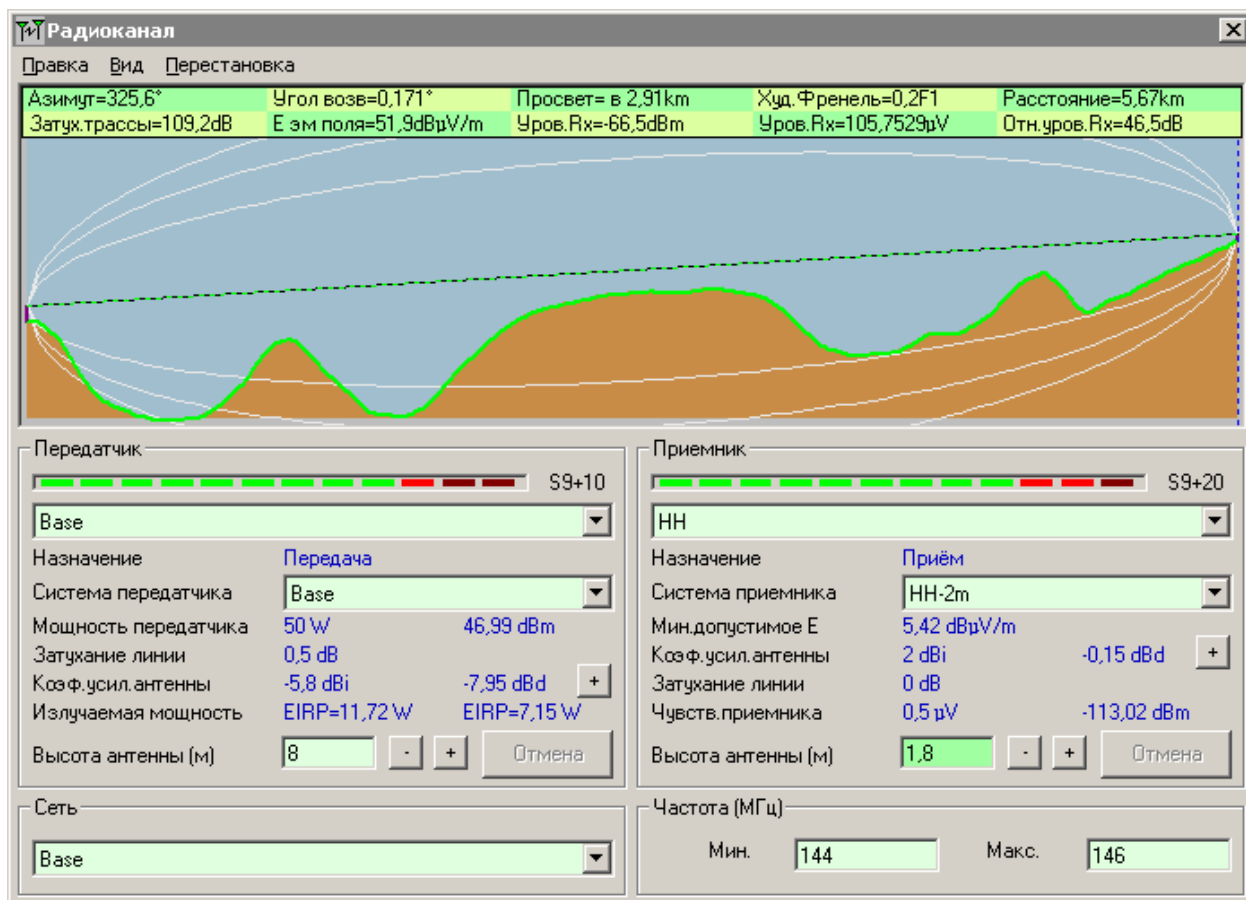 Радиоканал
Правка Вид Перестановка
Азимут=325,6° Угол возв=0,171° Просвет= в 2,91km Худ.Френель=0,2F1 Расстояние=5,67km
Затух.трассы=109,2dB E эм поля=51,9dBµV/m Уров.Rx=-66,5dBm Уров.Rx=105,7529µV Отн.уров.Rx=46,5dB
Передатчик
S9+10
Base
Назначение Передача
Система передатчика Base
Мощность передатчика 50 W 46,99 dBm
Затухание линии 0,5 dB
Коэф.усил.антенны -5,8 dBi -7,95 dBd +
Излучаемая мощность EIRP=11,72 W EIRP=7,15 W
Высота антенны (м) 8 - + Отмена
Сеть
Base
Приемник
S9+20
HH
Назначение Приём
Система приемника HH-2m
Мин.допустимое E 5,42 dBµV/m
Коэф.усил.антенны 2 dBi -0,15 dBd +
Затухание линии 0 dB
Чувств.приемника 0,5 µV -113,02 dBm
Высота антенны (м) 1,8 - + Отмена
Частота (МГц)
Мин. 144 Макс. 146